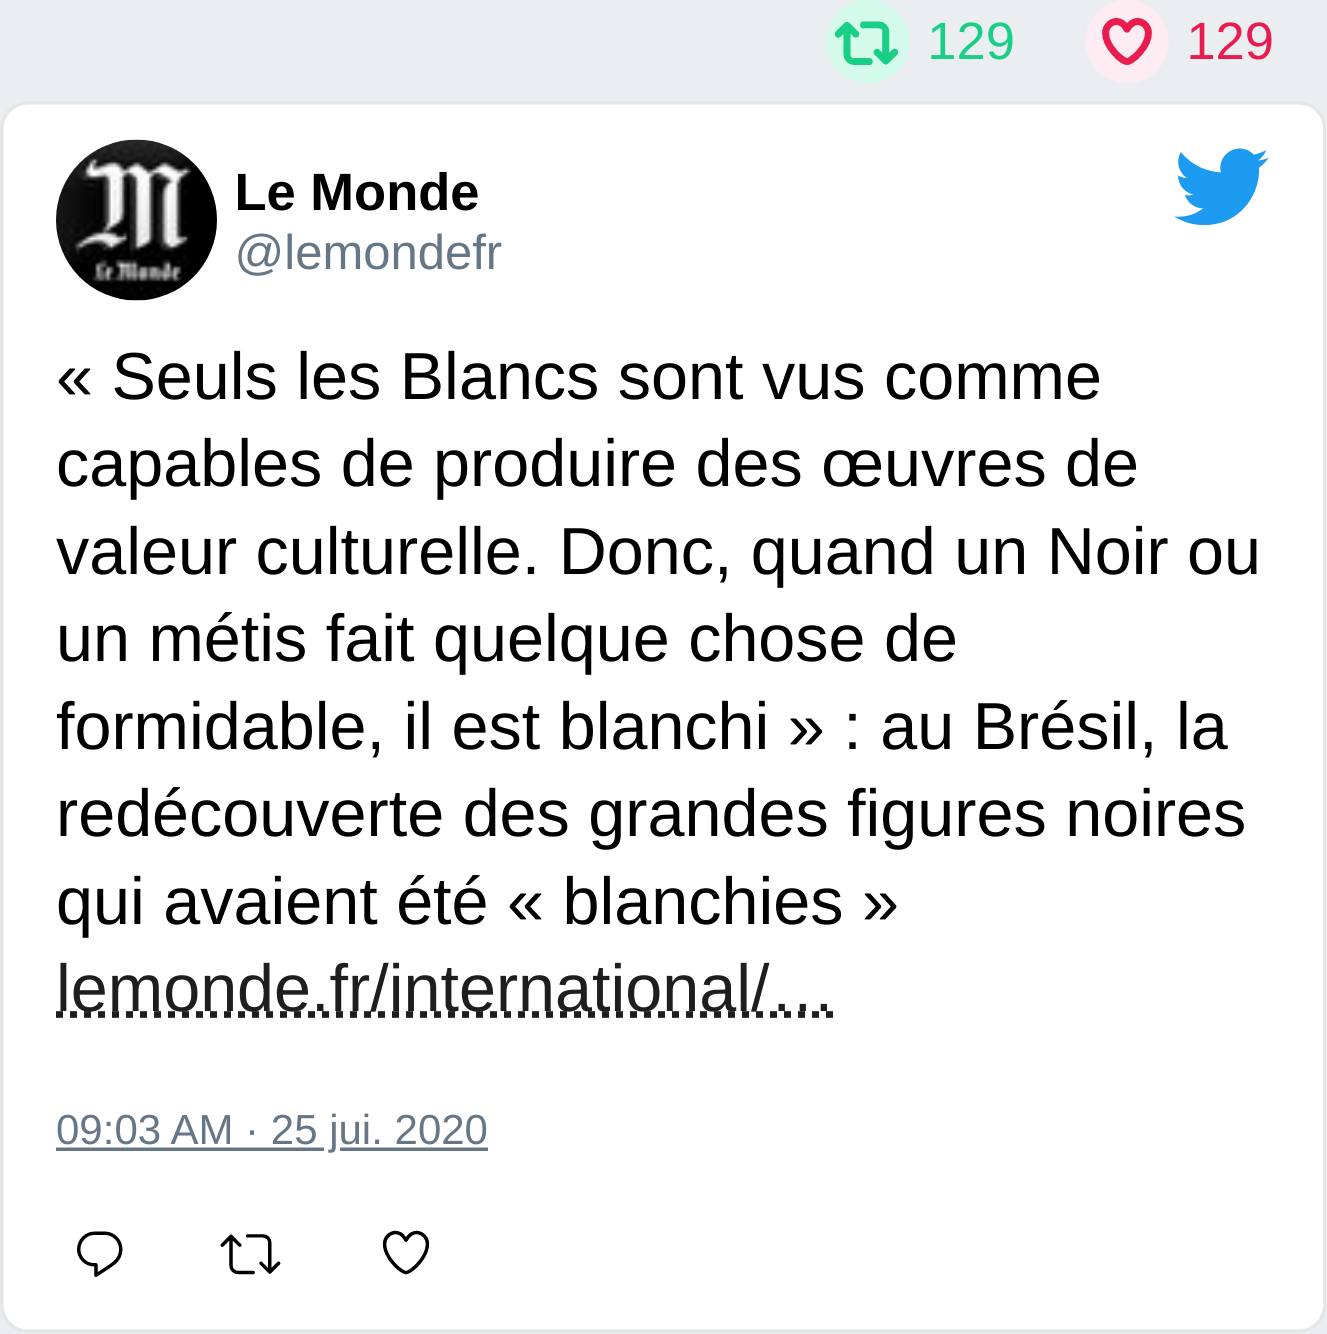 129 129
Le Monde
Le Monde
@lemondefr
« Seuls les Blancs sont vus comme
capables de produire des œuvres de
valeur culturelle. Donc, quand un Noir ou
un métis fait quelque chose de
formidable, il est blanchi » : au Brésil, la
redécouverte des grandes figures noires
qui avaient été « blanchies »
lemonde.fr/international/…
09:03 AM · 25 jui. 2020